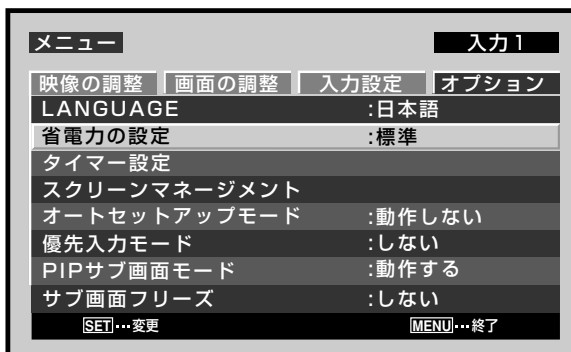 メニュー 入力1
映像の調整 画面の調整 入力設定 オプション
LANGUAGE :日本語
省電力の設定 :標準
タイマー設定
スクリーンマネージメント
オートセットアップモード :動作しない
優先入力モード :しない
PIPサブ画面モード :動作する
サブ画面フリーズ :しない
SET…変更 MENU…終了